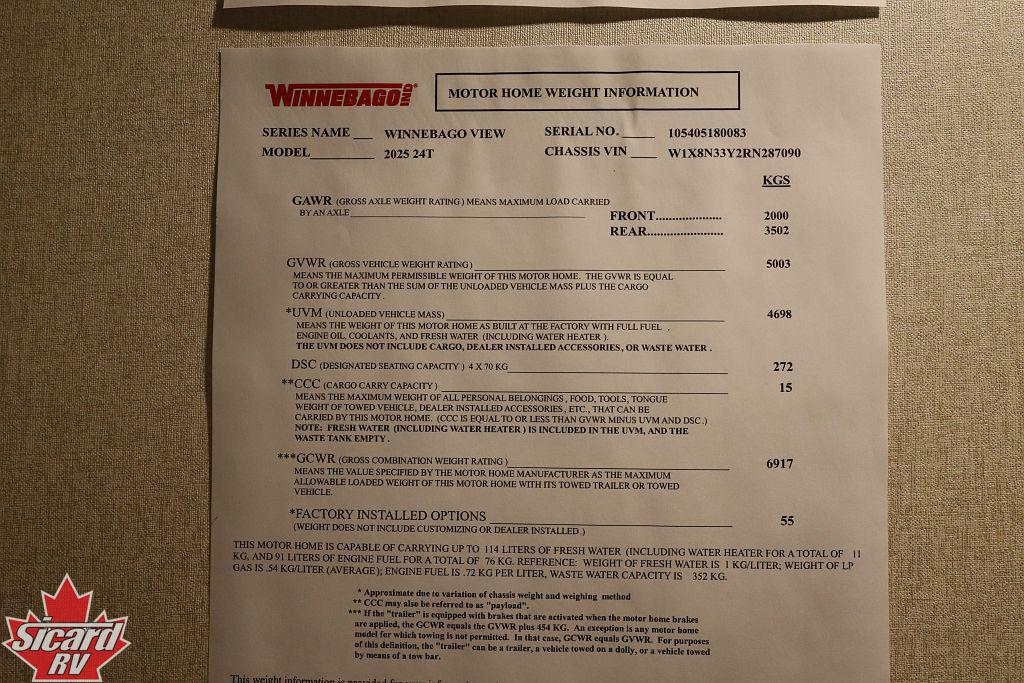 WINNEBAGO IND
MOTOR HOME WEIGHT INFORMATION
SERIES NAME ___ WINNEBAGO VIEW SERIAL NO. _____ 105405180083
MODEL__________ 2025 24T CHASSIS VIN ____ W1X8N33Y2RN287090
KGS
GAWR (GROSS AXLE WEIGHT RATING) MEANS MAXIMUM LOAD CARRIED
BY AN AXLE
FRONT...................... 2000
REAR......................... 3502
GVWR (GROSS VEHICLE WEIGHT RATING) 5003
MEANS THE MAXIMUM PERMISSIBLE WEIGHT OF THIS MOTOR HOME. THE GVWR IS EQUAL
TO OR GREATER THAN THE SUM OF THE UNLOADED VEHICLE MASS PLUS THE CARGO
CARRYING CAPACITY.
*UVM (UNLOADED VEHICLE MASS) 4698
MEANS THE WEIGHT OF THIS MOTOR HOME AS BUILT AT THE FACTORY WITH FULL FUEL ,
ENGINE OIL, COOLANTS, AND FRESH WATER (INCLUDING WATER HEATER ).
THE UVM DOES NOT INCLUDE CARGO, DEALER INSTALLED ACCESSORIES, OR WASTE WATER .
DSC (DESIGNATED SEATING CAPACITY ) 4 X 70 KG 272
**CCC (CARGO CARRY CAPACITY ) 15
MEANS THE MAXIMUM WEIGHT OF ALL PERSONAL BELONGINGS, FOOD, TOOLS, TONGUE
WEIGHT OF TOWED VEHICLE, DEALER INSTALLED ACCESSORIES, ETC., THAT CAN BE
CARRIED BY THIS MOTOR HOME. (CCC IS EQUAL TO OR LESS THAN GVWR MINUS UVM AND DSC.)
NOTE: FRESH WATER (INCLUDING WATER HEATER ) IS INCLUDED IN THE UVM, AND THE
WASTE TANK EMPTY .
***GCWR (GROSS COMBINATION WEIGHT RATING ) 6917
MEANS THE VALUE SPECIFIED BY THE MOTOR HOME MANUFACTURER AS THE MAXIMUM
ALLOWABLE LOADED WEIGHT OF THIS MOTOR HOME WITH ITS TOWED TRAILER OR TOWED
VEHICLE.
*FACTORY INSTALLED OPTIONS 55
(WEIGHT DOES NOT INCLUDE CUSTOMIZING OR DEALER INSTALLED .)
THIS MOTOR HOME IS CAPABLE OF CARRYING UP TO 114 LITERS OF FRESH WATER (INCLUDING WATER HEATER FOR A TOTAL OF 11
KG, AND 91 LITERS OF ENGINE FUEL FOR A TOTAL OF 76 KG. REFERENCE: WEIGHT OF FRESH WATER IS 1 KG/LITER; WEIGHT OF LP
GAS IS .54 KG/LITER (AVERAGE); ENGINE FUEL IS .72 KG PER LITER, WASTE WATER CAPACITY IS 352 KG.
* Approximate due to variation of chassis weight and weighing method
** CCC may also be referred to as "payload".
*** If the "trailer" is equipped with brakes that are activated when the motor home brakes
are applied, the GCWR equals the GVWR plus 454 KG. An exception is any motor home
model for which towing is not permitted. In that case, GCWR equals GVWR. For purposes
of this definition, the "trailer" can be a trailer, a vehicle towed on a dolly, or a vehicle towed
by means of a tow bar.
This weight information is provided for
Sicard
RV